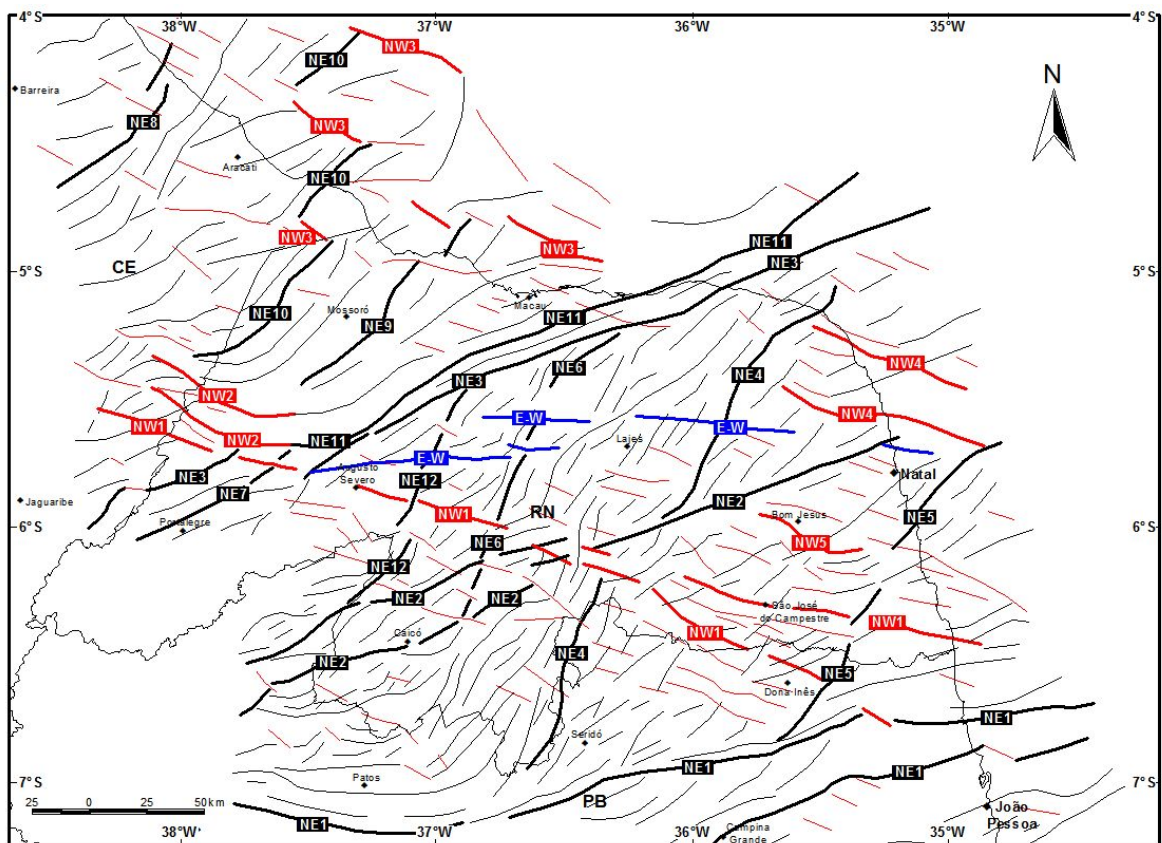 4°S
38°W
37°W
36°W
35°W
4°S
NW3
NE10
N
Barreira
NE8
NW3
Aracati
NE10
NW3
NW3
NE11
CE
NE3
5°S
5°S
Macau
NE10
Mossoró
NE11
NE9
NE6
NW4
NE3
NE4
NW2
NW4
NW1
E-W
E-W
NW2
NE11
Lajes
E-W
Augusto
Severo
NE3
NE12
Natal
NE7
NE2
Jaguaribe
Portalegre
NW1
RN
Bom Jesus
NE5
6°S
6°S
NE6
NW5
NE12
NE2
NE2
São José
do Campestre
NW1
Caicó
NW1
NE2
NE4
NE5
Dona Inês
NE1
Seridó
NE1
NE1
7°S
Patos
7°S
25 0 25 50 km
PB
João
Pessoa
NE1
Campina
Grande
38°W
37°W
36°W
35°W